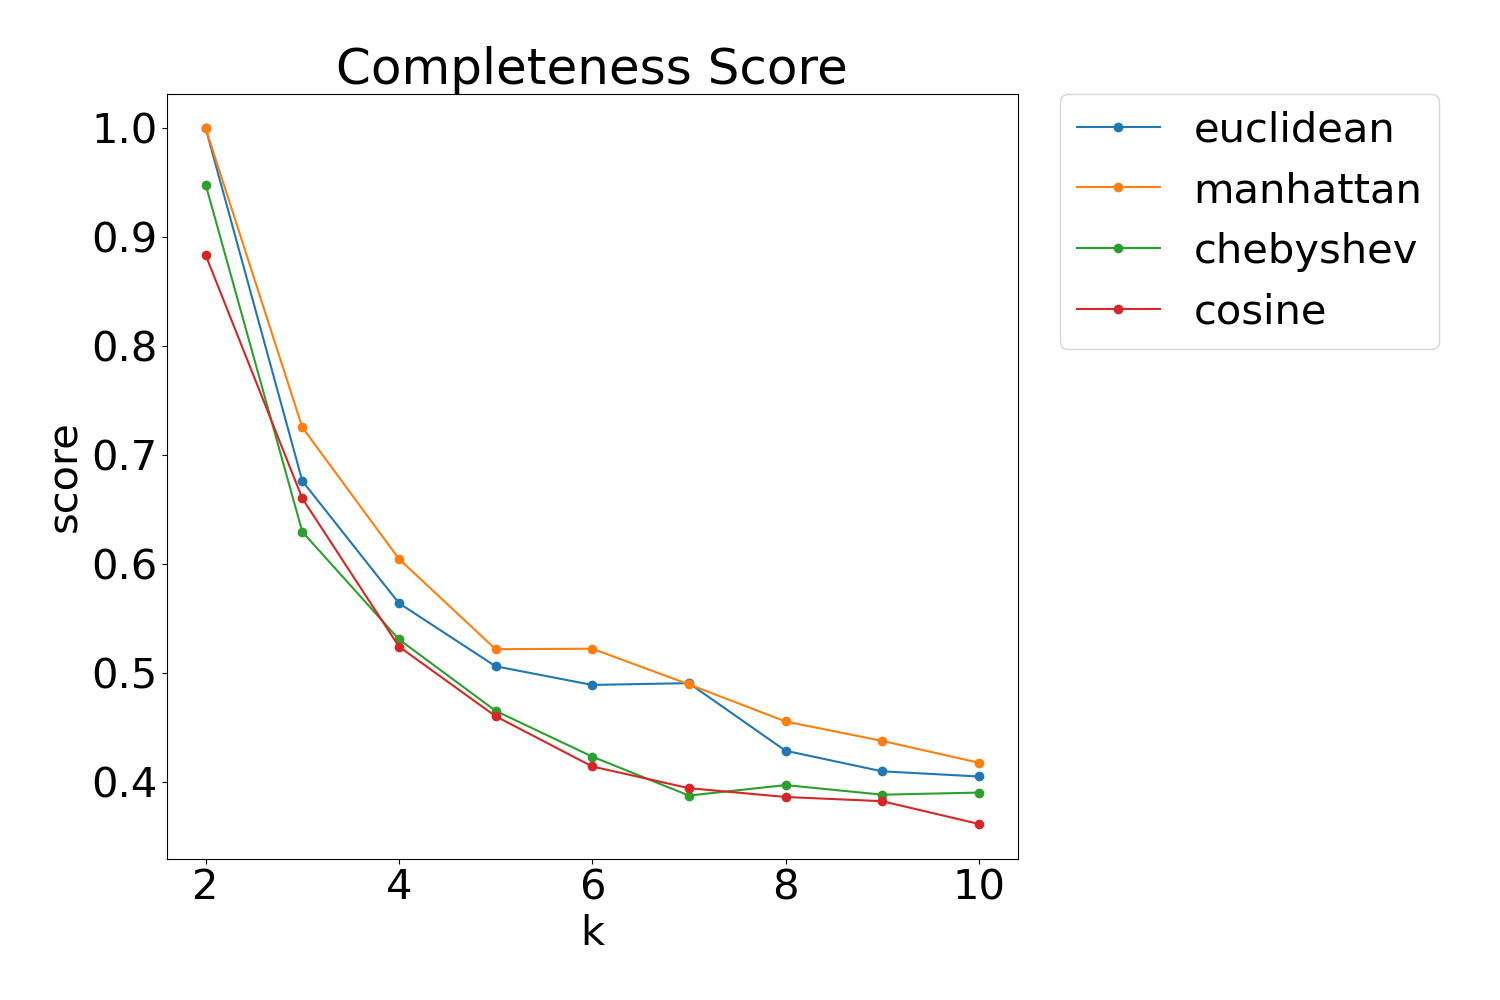 Completeness Score
1.0
0.9
0.8
0.7
0.6
0.5
0.4
score
2 4 6 8 10
k
euclidean
manhattan
chebyshev
cosine